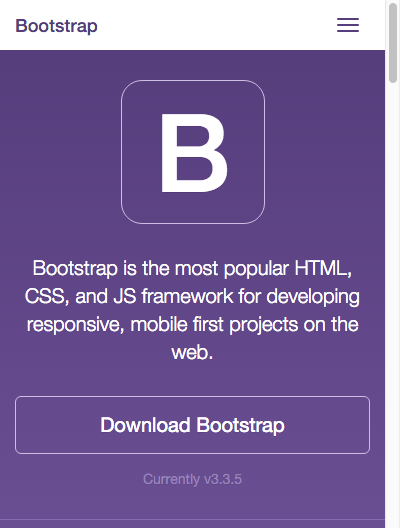 Bootstrap
B
Bootstrap is the most popular HTML,
CSS, and JS framework for developing
responsive, mobile first projects on the
web.
Download Bootstrap
Currently v3.3.5